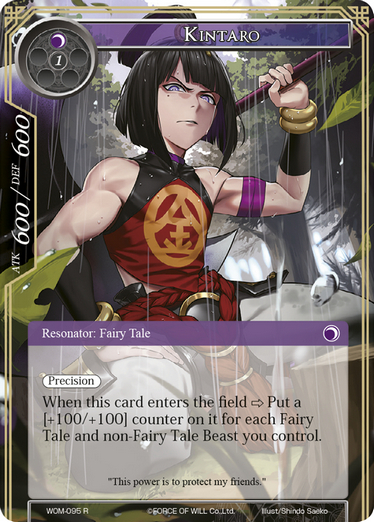 Kintaro
1
ATK 600 / DEF 600
金
Resonator: Fairy Tale
Precision
When this card enters the field ⇨ Put a
[+100/+100] counter on it for each Fairy
Tale and non-Fairy Tale Beast you control.
"This power is to protect my friends."
WOM-095 R ©FORCE OF WILL Co.,Ltd. Illust/Shindo Saeko